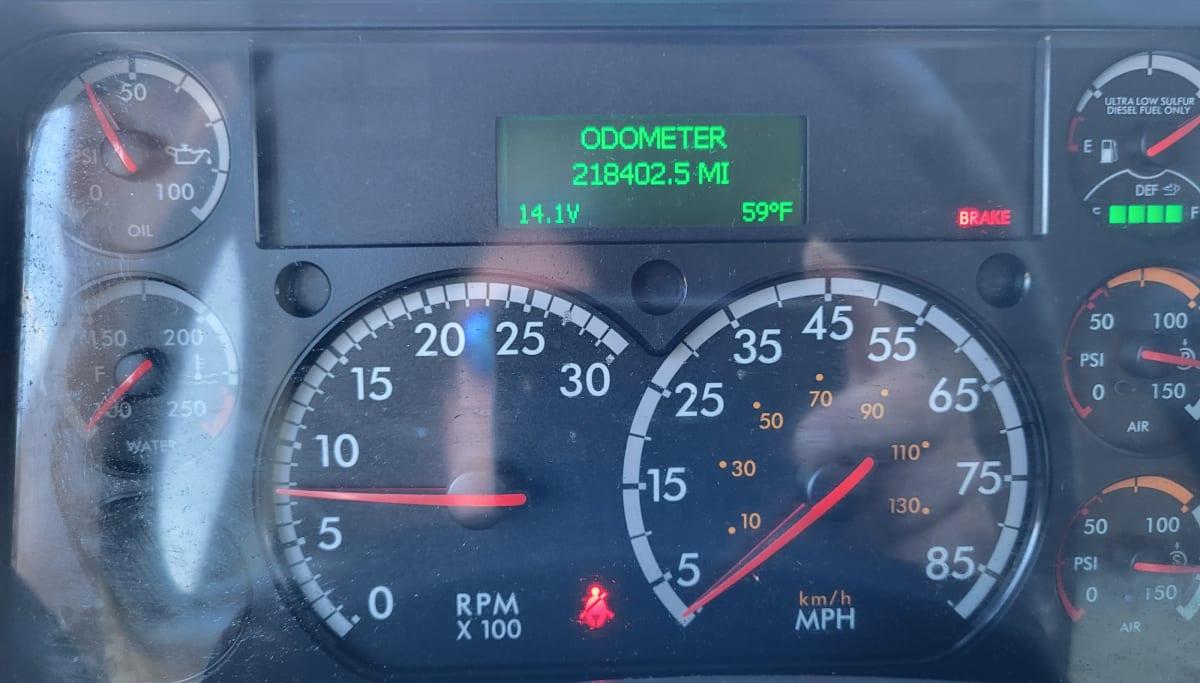 50
0
100
OIL
150
200
F
250
WATER
ODOMETER
218402.5 MI
14.1V
59°F
BRAKE
0
5
10
15
20
25
30
RPM
X 100
5
15
25
35
45
55
65
75
85
10
30
50
70
90
110
130
km/h
MPH
ULTRA LOW SULFUR
DIESEL FUEL ONLY
E
DEF
F
50
100
PSI
0
150
AIR
50
100
PSI
0
150
AIR